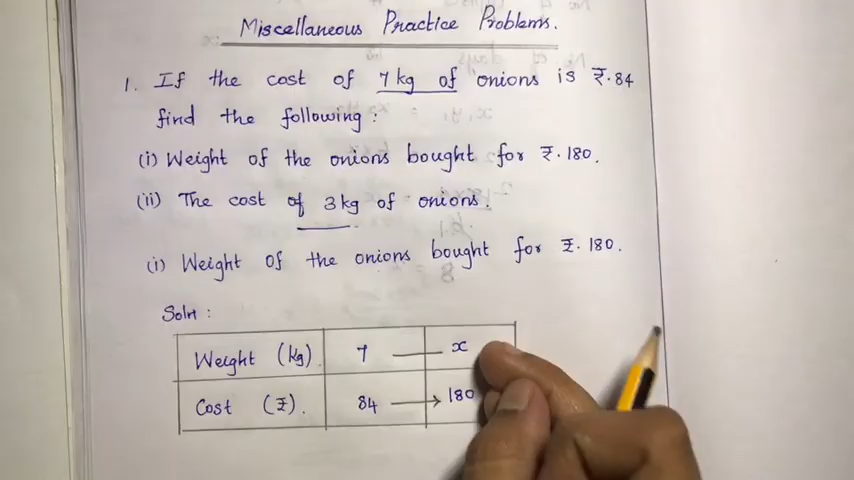 Miscellaneous Practice Problems.
1. If the cost of 7 kg of onions is ₹.84
find the following:
(i) Weight of the onions bought for ₹.180.
(ii) The cost of 3 kg of onions.
(i) Weight of the onions bought for ₹.180.
Soln :
Weight (kg) 7 x
Cost (₹). 84 180